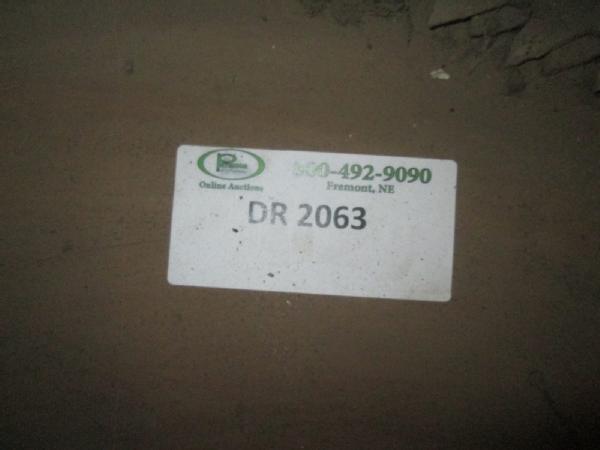 800-492-9090
Online Auctions
Fremont, NE
DR 2063